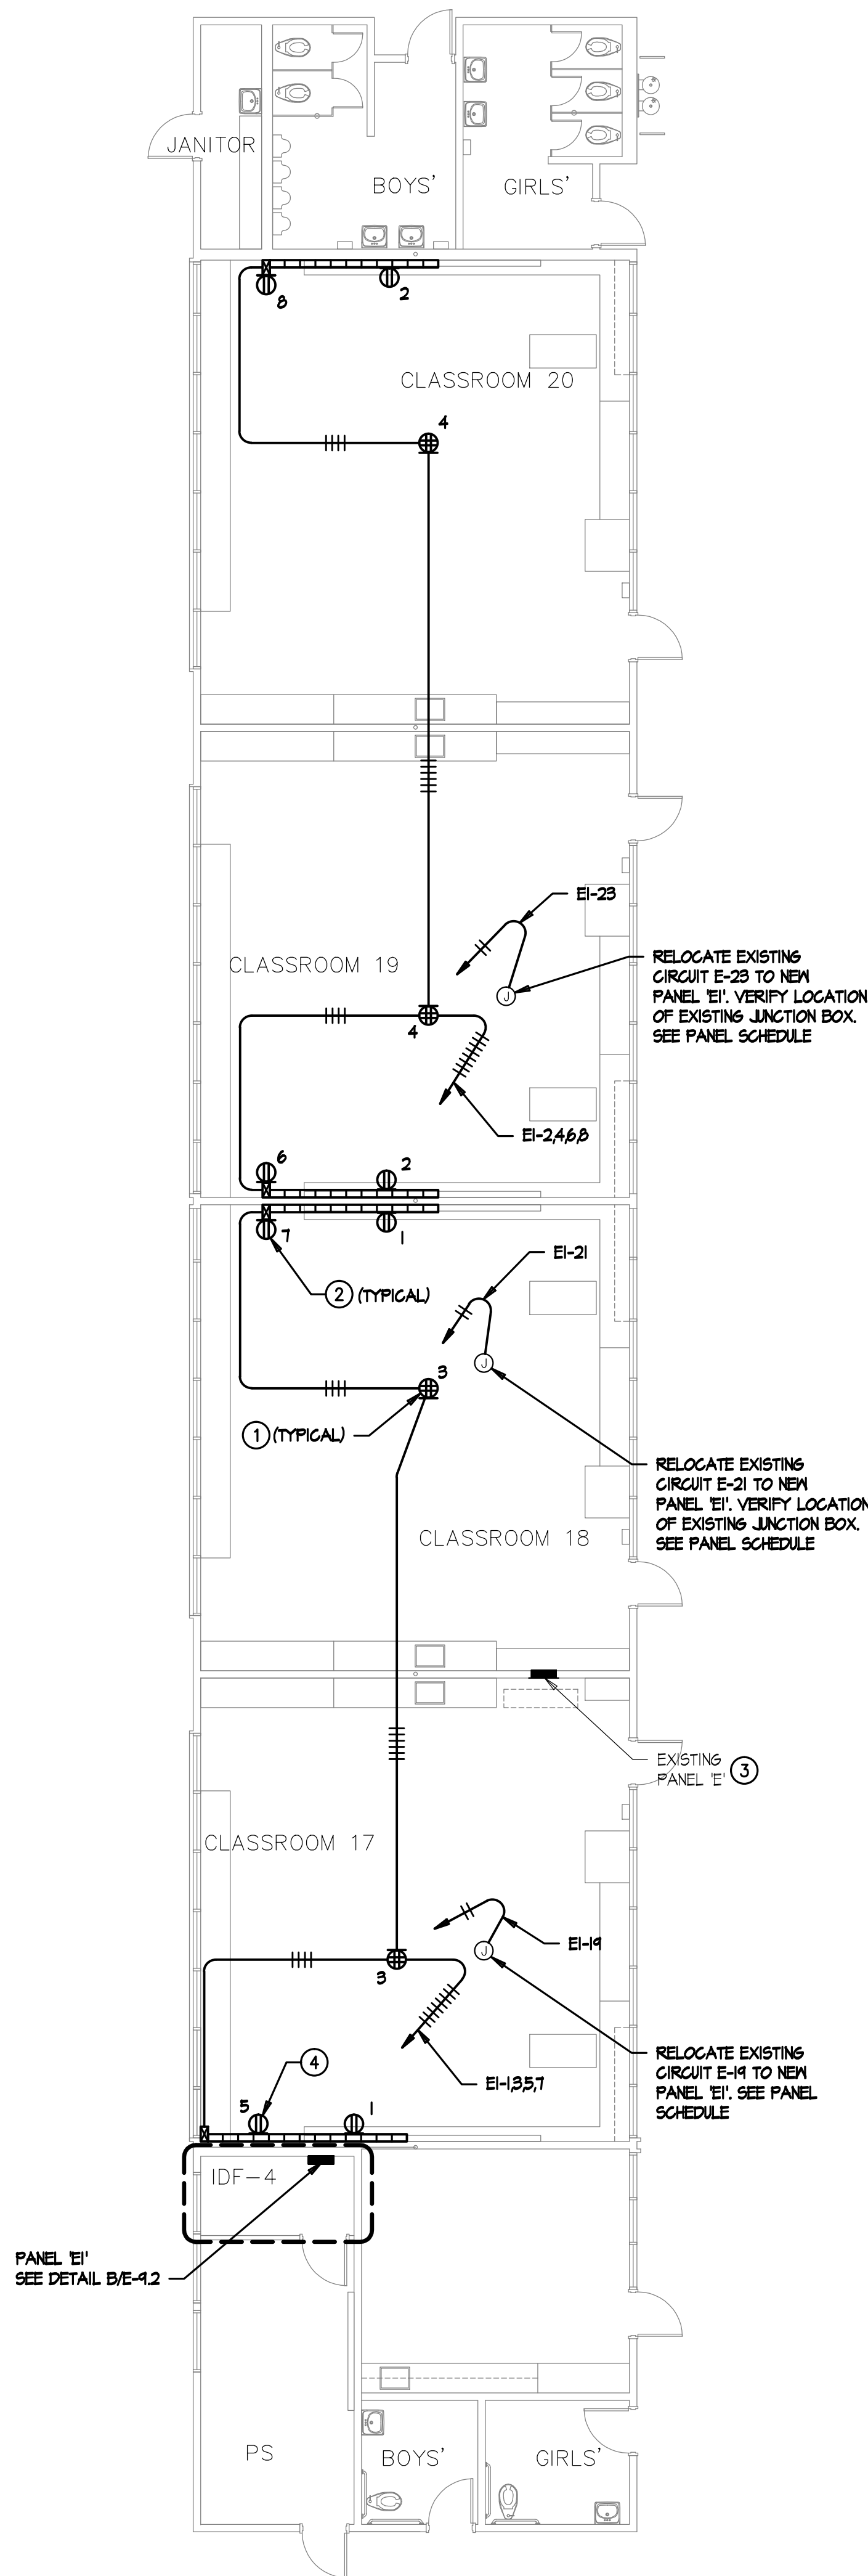 JANITOR
BOYS'
GIRLS'
8
2
CLASSROOM 20
4
E1-23
CLASSROOM 19
RELOCATE EXISTING
CIRCUIT E-23 TO NEW
PANEL 'E1'. VERIFY LOCATION
OF EXISTING JUNCTION BOX.
SEE PANEL SCHEDULE
J
4
E1-2,4,6,8
6
2
7
1
E1-21
2 (TYPICAL)
J
3
1 (TYPICAL)
RELOCATE EXISTING
CIRCUIT E-21 TO NEW
PANEL 'E1'. VERIFY LOCATION
OF EXISTING JUNCTION BOX.
SEE PANEL SCHEDULE
CLASSROOM 18
EXISTING
PANEL 'E'
3
CLASSROOM 17
E1-19
J
3
RELOCATE EXISTING
CIRCUIT E-19 TO NEW
PANEL 'E1'. SEE PANEL
SCHEDULE
4
E1-1,3,5,7
5
1
IDF-4
PANEL 'E1'
SEE DETAIL B/E-9.2
PS
BOYS'
GIRLS'